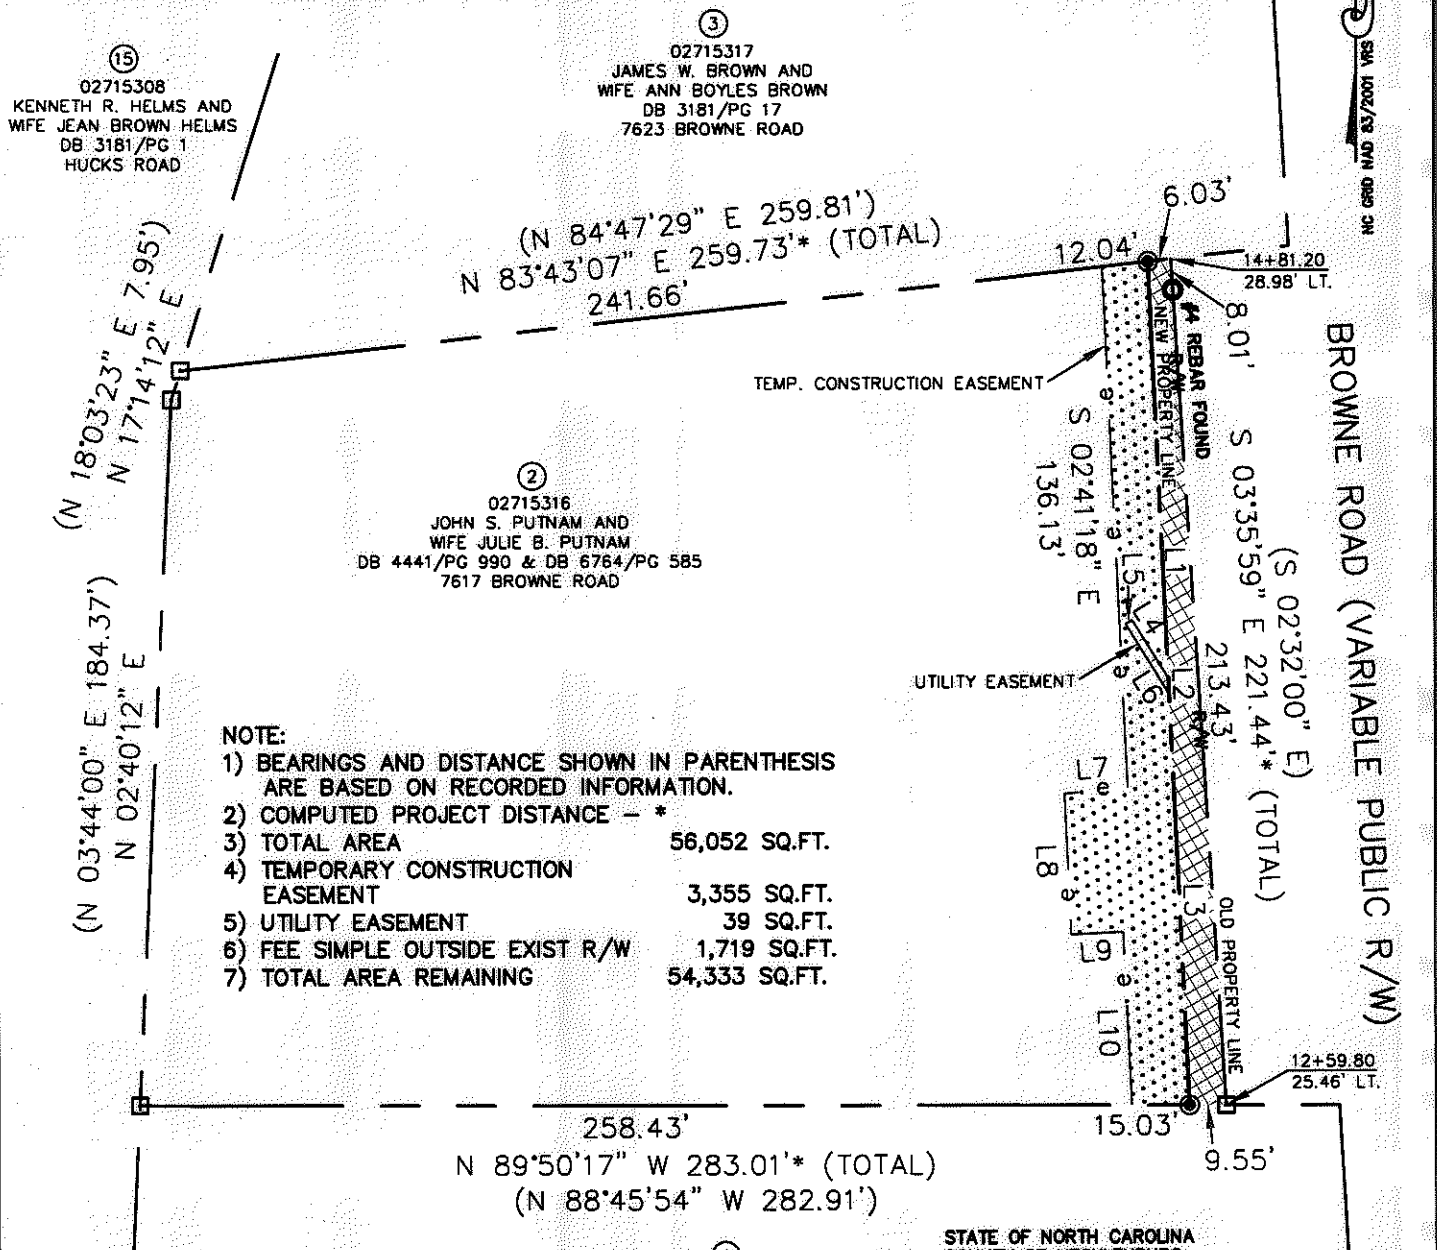 15
02715308
KENNETH R. HELMS AND
WIFE JEAN BROWN HELMS
DB 3181/PG 1
HUCKS ROAD
3
02715317
JAMES W. BROWN AND
WIFE ANN BOYLES BROWN
DB 3181/PG 17
7623 BROWNE ROAD
NC GRID NAD 83/2001 VRS
(N 84°47'29" E 259.81')
N 83°43'07" E 259.73'* (TOTAL)
241.66'
12.04'
6.03'
14+81.20
28.98' LT.
8.01'
#4 REBAR FOUND
R/W
NEW PROPERTY LINE
(N 18°03'23" E 7.95')
N 17°14'12" E
TEMP. CONSTRUCTION EASEMENT
e
S 02°41'18" E
136.13'
2
02715316
JOHN S. PUTNAM AND
WIFE JULIE B. PUTNAM
DB 4441/PG 990 & DB 6764/PG 585
7617 BROWNE ROAD
e
L1
L5
L4
UTILITY EASEMENT
e
L6
L2
R/W
(S 02°32'00" E)
S 03°35'59" E 221.44'* (TOTAL)
213.43'
BROWNE ROAD (VARIABLE PUBLIC R/W)
(N 03°44'00" E 184.37')
N 02°40'12" E
NOTE:
1) BEARINGS AND DISTANCE SHOWN IN PARENTHESIS
ARE BASED ON RECORDED INFORMATION.
2) COMPUTED PROJECT DISTANCE – *
3) TOTAL AREA 56,052 SQ.FT.
4) TEMPORARY CONSTRUCTION
EASEMENT 3,355 SQ.FT.
5) UTILITY EASEMENT 39 SQ.FT.
6) FEE SIMPLE OUTSIDE EXIST R/W 1,719 SQ.FT.
7) TOTAL AREA REMAINING 54,333 SQ.FT.
L7
e
L8
e
L3
L9
e
L10
OLD PROPERTY LINE
12+59.80
25.46' LT.
258.43'
15.03'
9.55'
N 89°50'17" W 283.01'* (TOTAL)
(N 88°45'54" W 282.91')
STATE OF NORTH CAROLINA